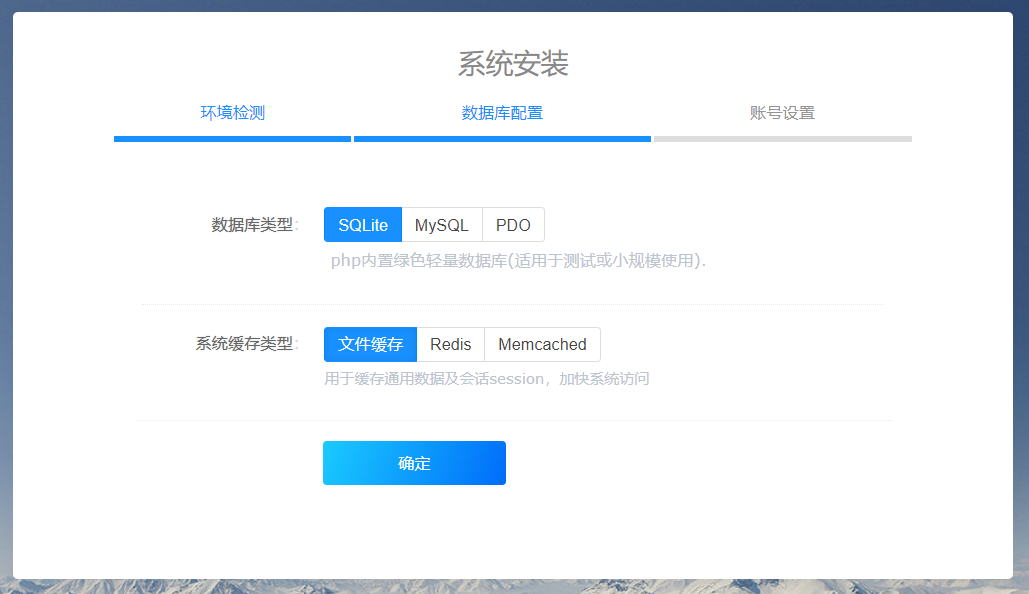 系统安装
环境检测 数据库配置 账号设置
数据库类型: SQLite MySQL PDO
php内置绿色轻量数据库(适用于测试或小规模使用).
系统缓存类型: 文件缓存 Redis Memcached
用于缓存通用数据及会话session，加快系统访问
确定